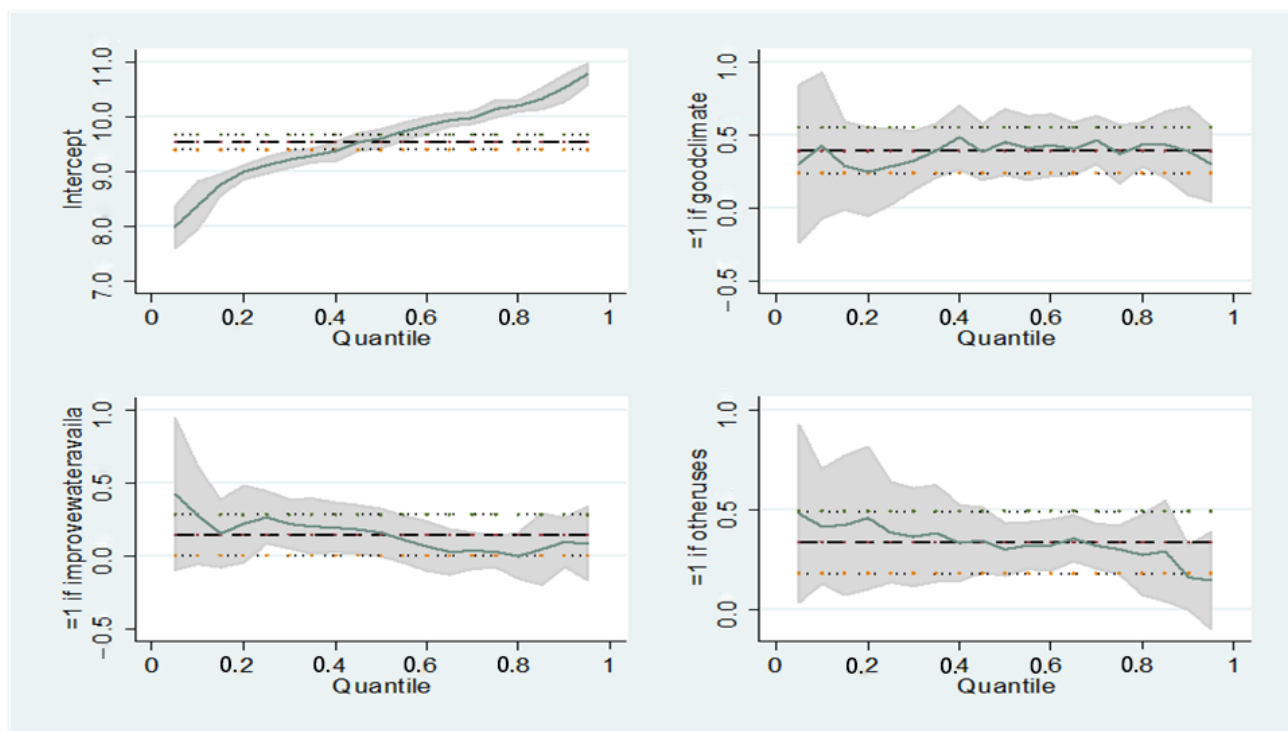 Intercept
11.0
10.0
9.0
8.0
7.0
0 0.2 0.4 0.6 0.8 1
Quantile
=1 if goodclimate
1.0
0.5
0.0
-0.5
0 0.2 0.4 0.6 0.8 1
Quantile
=1 if improvewateravaila
1.0
0.5
0.0
-0.5
0 0.2 0.4 0.6 0.8 1
Quantile
=1 if otheruses
1.0
0.5
0.0
0 0.2 0.4 0.6 0.8 1
Quantile